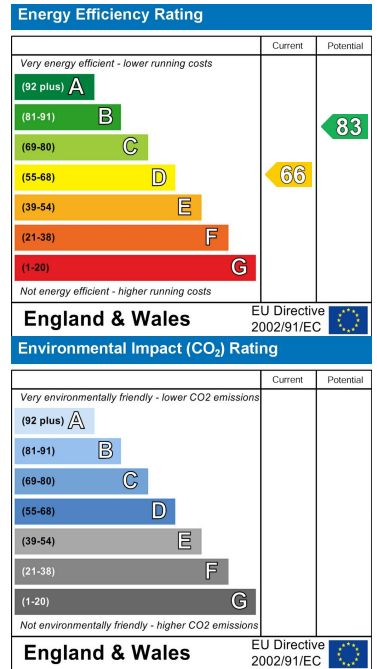 Energy Efficiency Rating
Current Potential
Very energy efficient - lower running costs
(92 plus) A
(81-91) B
83
(69-80) C
(55-68) D
66
(39-54) E
(21-38) F
(1-20) G
Not energy efficient - higher running costs
England & Wales
EU Directive
2002/91/EC
Environmental Impact (CO₂) Rating
Current Potential
Very environmentally friendly - lower CO2 emissions
(92 plus) A
(81-91) B
(69-80) C
(55-68) D
(39-54) E
(21-38) F
(1-20) G
Not environmentally friendly - higher CO2 emissions
England & Wales
EU Directive
2002/91/EC